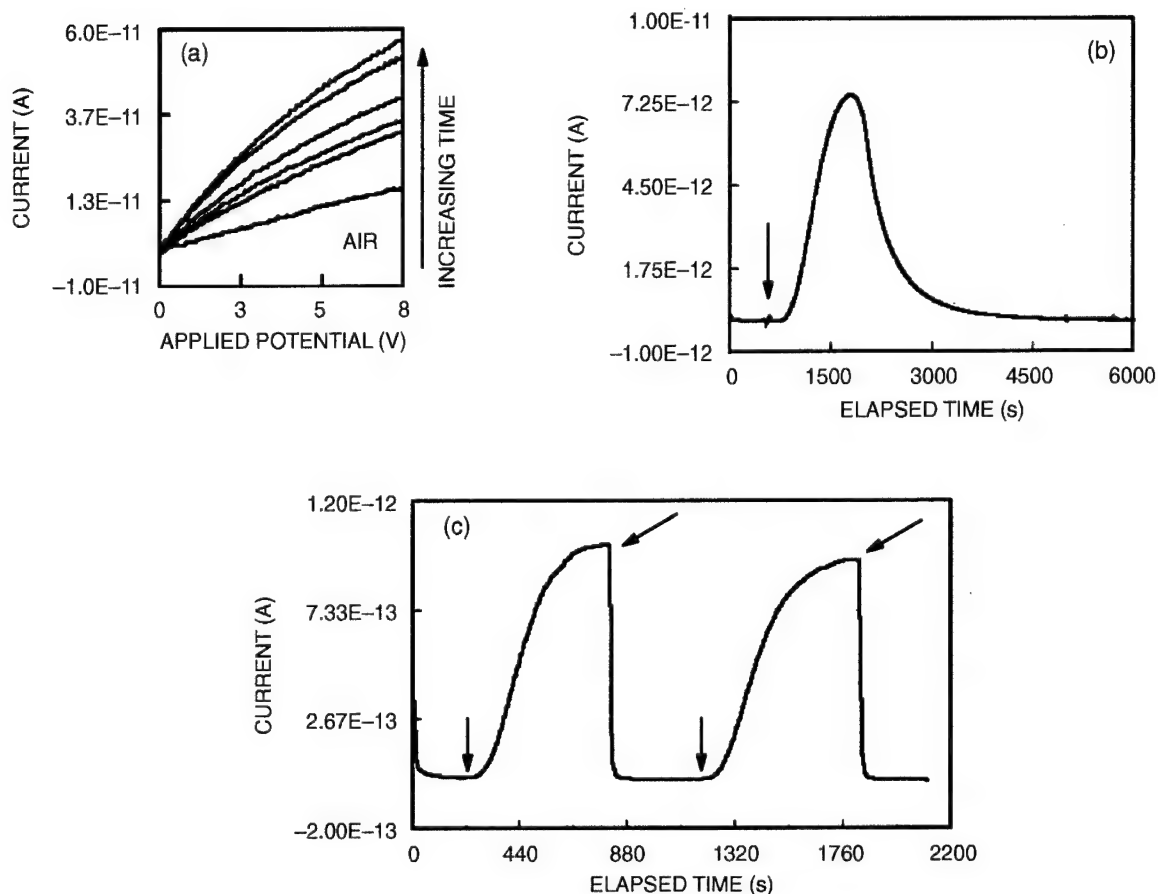 (a)
6.0E–11
3.7E–11
1.3E–11
–1.0E–11
CURRENT (A)
AIR
0
3
5
8
APPLIED POTENTIAL (V)
INCREASING TIME
(b)
1.00E-11
7.25E–12
4.50E–12
1.75E–12
–1.00E–12
CURRENT (A)
0
1500
3000
4500
6000
ELAPSED TIME (s)
(c)
1.20E–12
7.33E–13
2.67E–13
–2.00E–13
CURRENT (A)
0
440
880
1320
1760
2200
ELAPSED TIME (s)